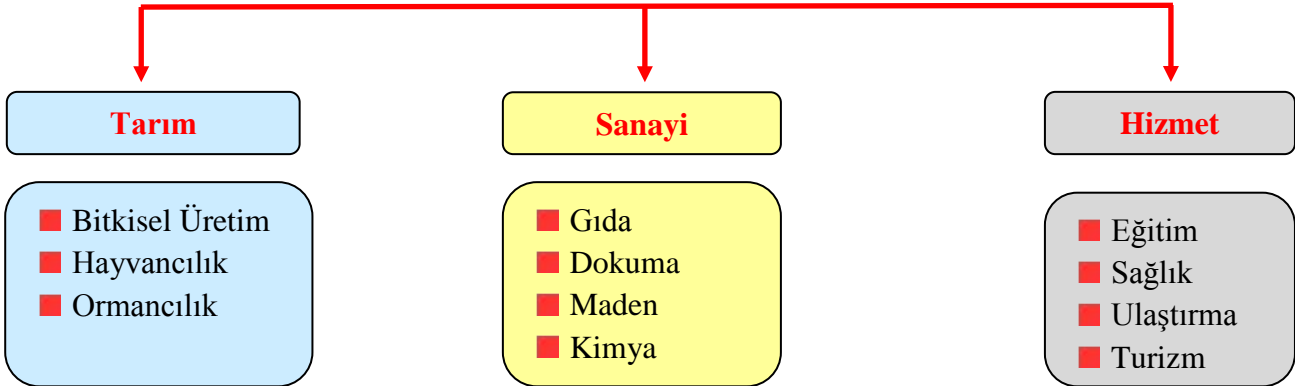 Tarım
Sanayi
Hizmet
Bitkisel Üretim
Hayvancılık
Ormancılık
Gıda
Dokuma
Maden
Kimya
Eğitim
Sağlık
Ulaştırma
Turizm